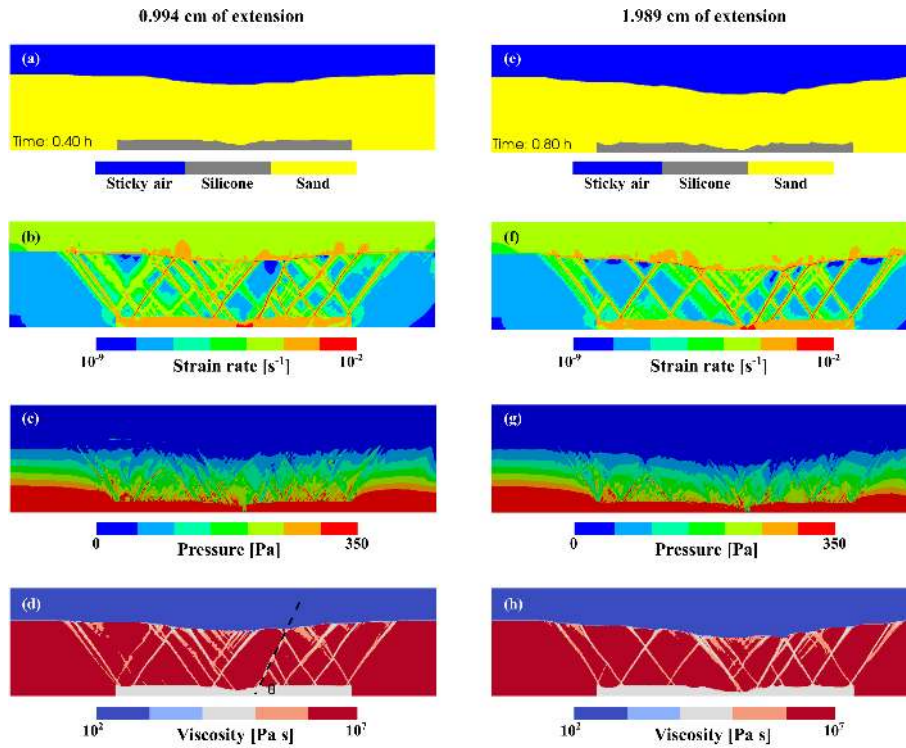 0.994 cm of extension
1.989 cm of extension
(a)
(e)
Time: 0.40 h
Time: 0.80 h
Sticky air Silicone Sand
Sticky air Silicone Sand
(b)
(f)
10-9 10-2
Strain rate [s-1]
10-9 10-2
Strain rate [s-1]
(c)
(g)
0 350
Pressure [Pa]
0 350
Pressure [Pa]
(d)
(h)
θ
102 107
Viscosity [Pa s]
102 107
Viscosity [Pa s]